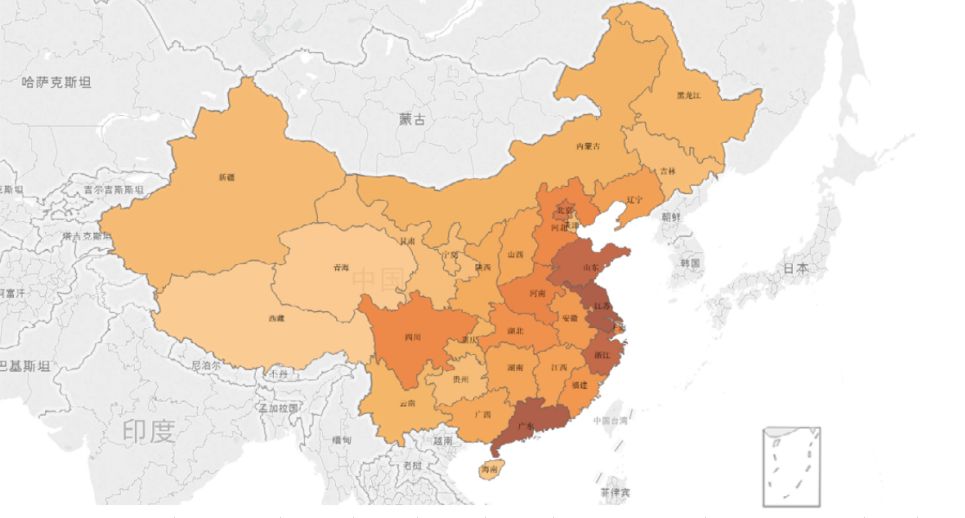 哈萨克斯坦
蒙古
黑龙江
内蒙古
吉林
新疆
吉尔吉斯斯坦
克斯坦
辽宁
北京
朝鲜
天津
河北
塔吉克斯坦
甘肃
宁夏
山西
陕西
韩国
日本
青海
中国
山东
阿富汗
河南
江苏
西藏
安徽
四川
重庆
湖北
浙江
巴基斯坦
尼泊尔
不丹
湖南
江西
贵州
福建
云南
孟加拉国
广西
中国台湾
广东
印度
缅甸
越南
老挝
海南
菲律宾